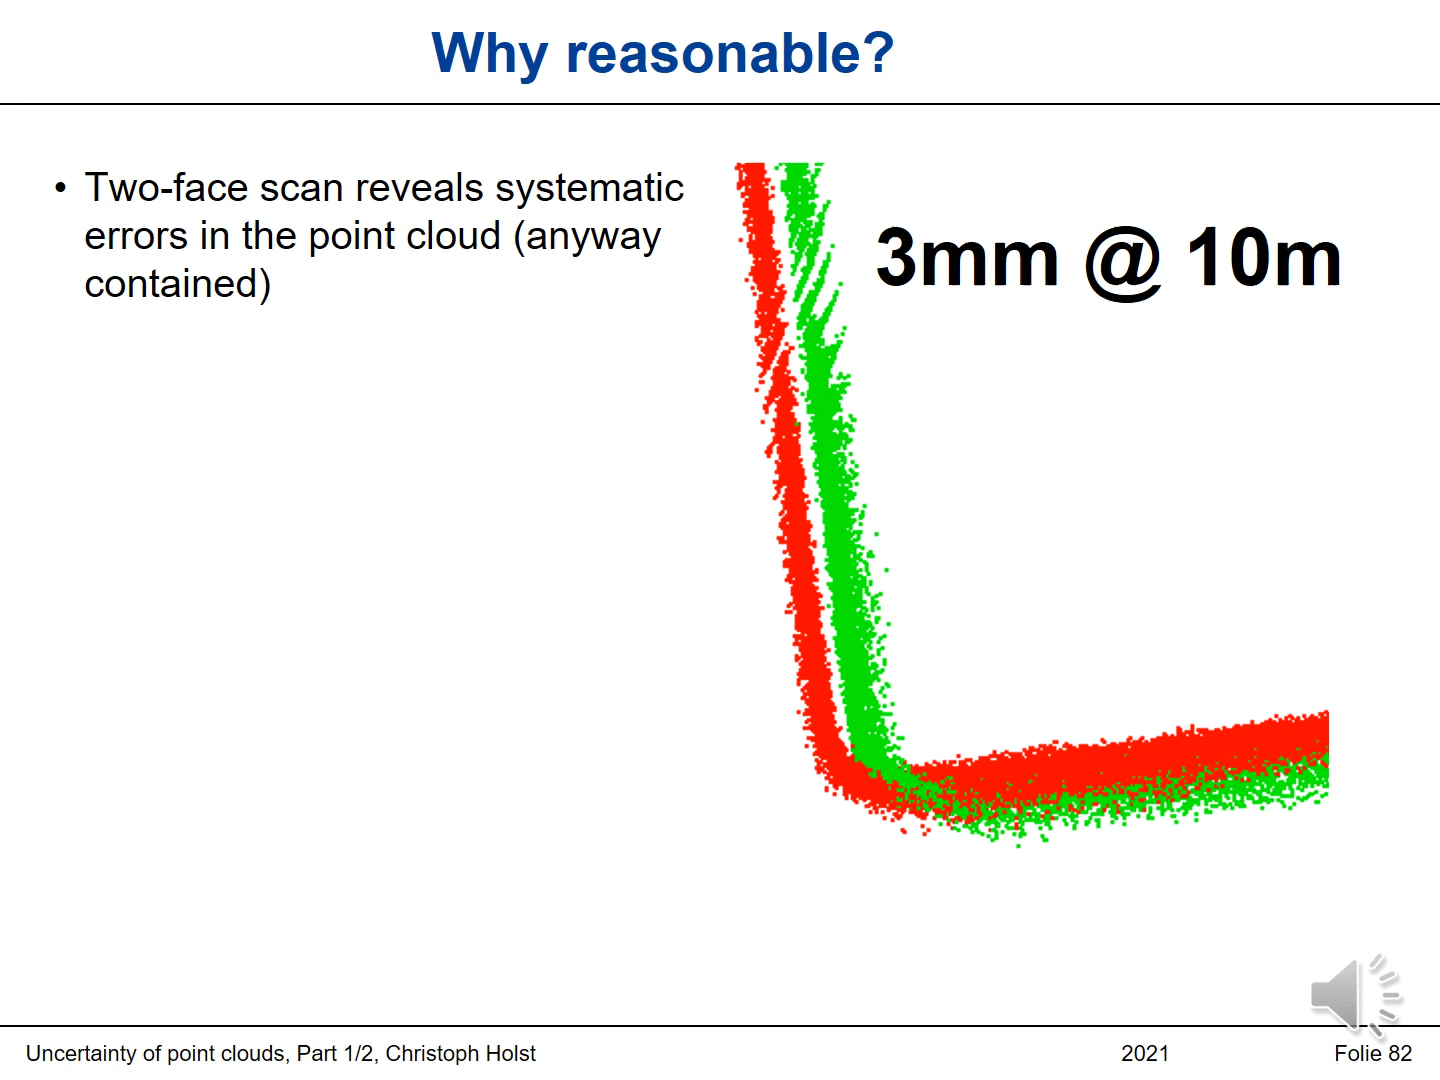 Why reasonable?
• Two-face scan reveals systematic
errors in the point cloud (anyway
contained)
3mm @ 10m
Uncertainty of point clouds, Part 1/2, Christoph Holst
2021
Folie 82